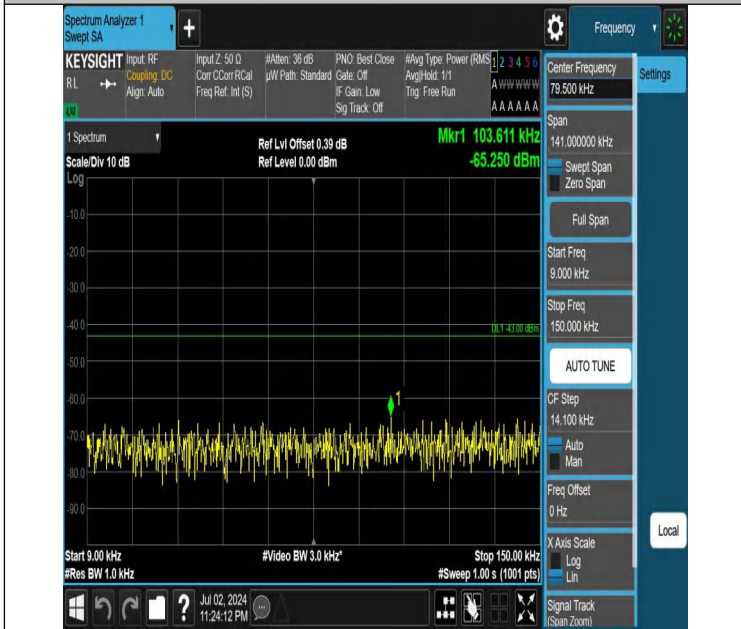 Spectrum Analyzer 1
Swept SA
+
Frequency
KEYSIGHT
RL
Input: RF
Coupling: DC
Align: Auto
Input Z: 50 Ω
Corr CCorr RCal
Freq Ref: Int (S)
#Atten: 36 dB
µW Path: Standard
PNO: Best Close
Gate: Off
IF Gain: Low
Sig Track: Off
#Avg Type: Power (RMS
Avg|Hold: 1/1
Trig: Free Run
1 2 3 4 5 6
A W W W W W
A A A A A A
Center Frequency
79.500 kHz
Settings
Span
141.000000 kHz
Swept Span
Zero Span
Full Span
Start Freq
9.000 kHz
Stop Freq
150.000 kHz
AUTO TUNE
CF Step
14.100 kHz
Auto
Man
Freq Offset
0 Hz
X Axis Scale
Log
Lin
Signal Track
(Span Zoom)
Local
1 Spectrum
Scale/Div 10 dB
Ref Lvl Offset 0.39 dB
Ref Level 0.00 dBm
Mkr1 103.611 kHz
-65.250 dBm
Log
-10.0
-20.0
-30.0
-40.0
DL1 -43.00 dBm
-50.0
-60.0
1
-70.0
-80.0
-90.0
Start 9.00 kHz
#Video BW 3.0 kHz*
Stop 150.00 kHz
#Res BW 1.0 kHz
#Sweep 1.00 s (1001 pts)
?
Jul 02, 2024
11:24:12 PM